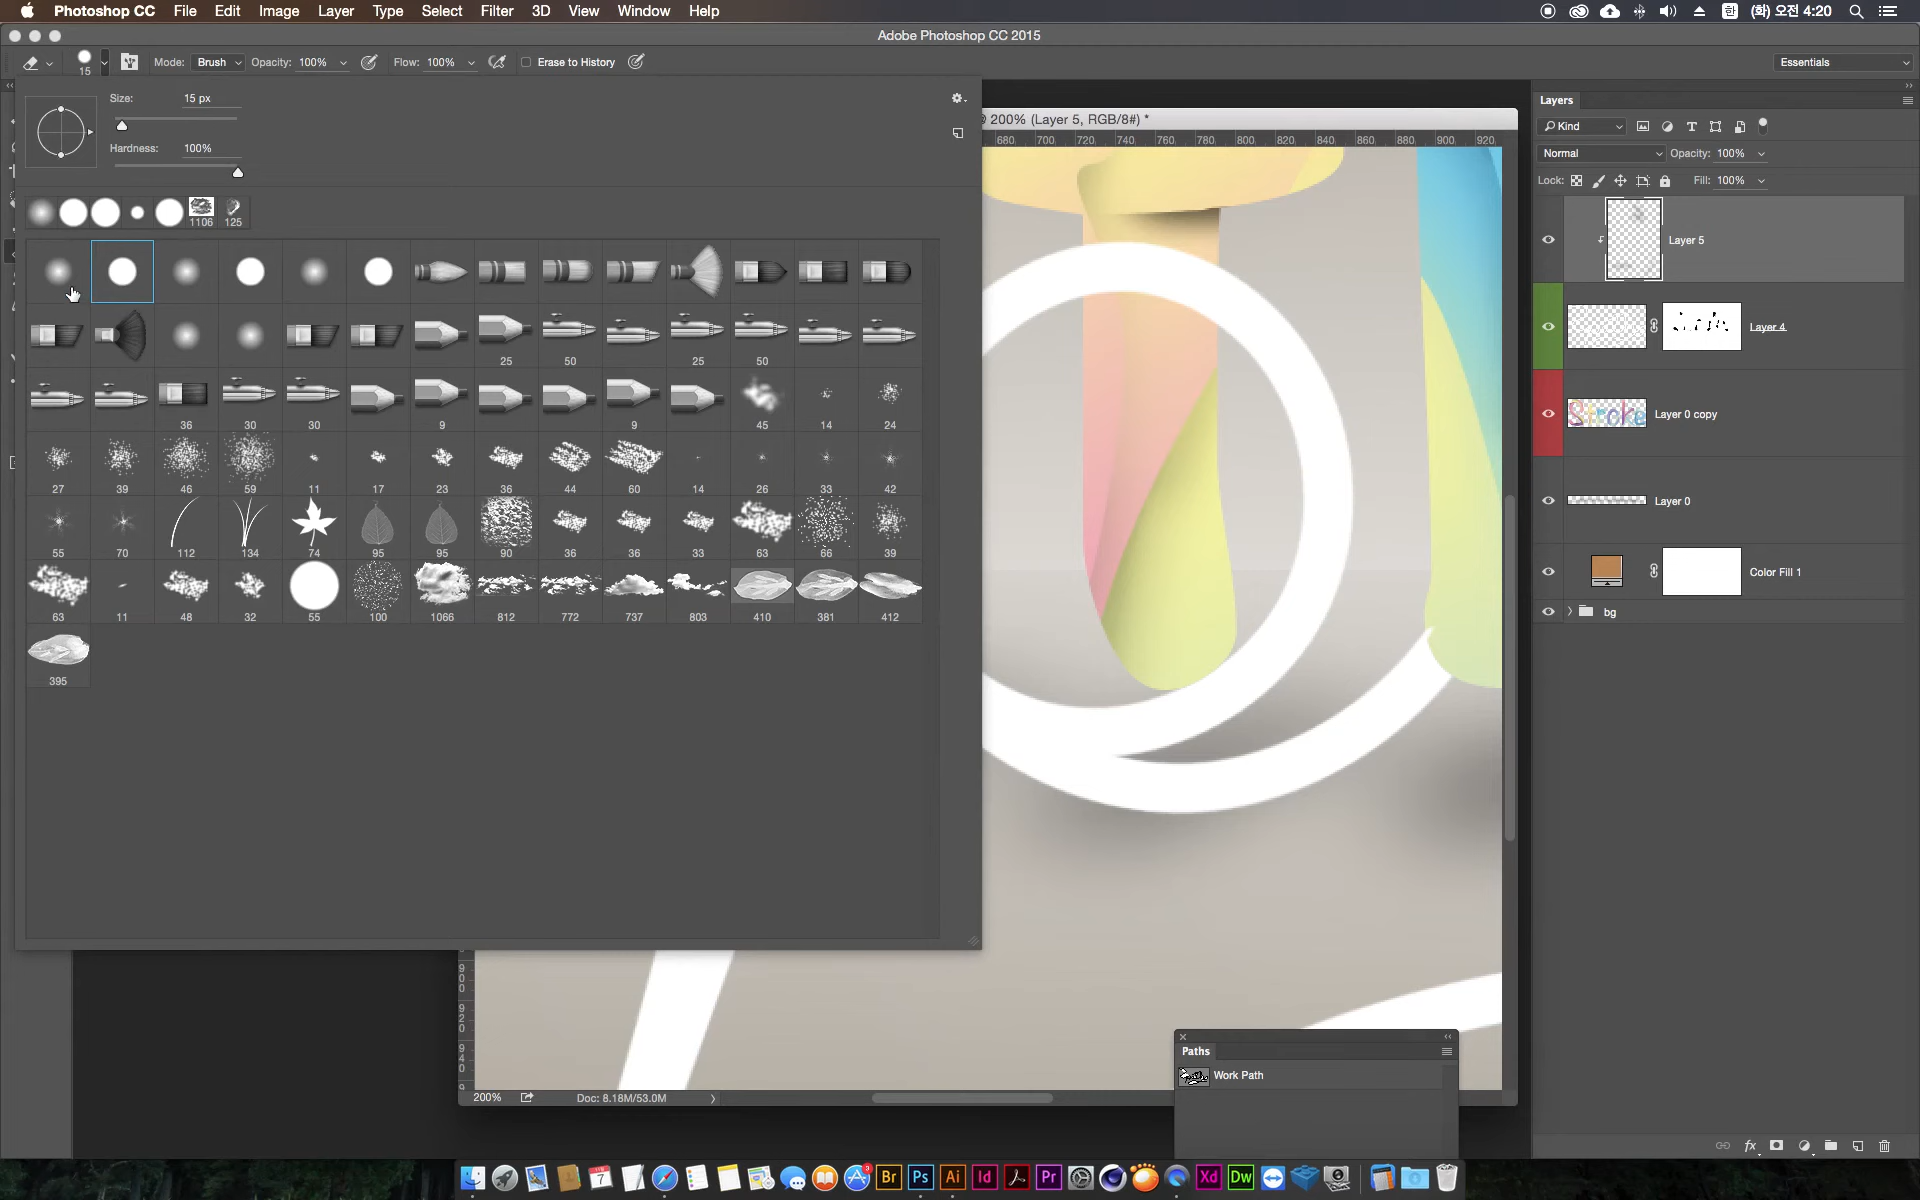 Photoshop CC File Edit Image Layer Type Select Filter 3D View Window Help 한 (화) 오전 4:20
Adobe Photoshop CC 2015
15 Mode: Brush Opacity: 100% Flow: 100% Erase to History Essentials
Size: 15 px
Hardness: 100%
1106 125
25 50 25 50
36 30 30 9 9 45 14 24
27 39 46 59 11 17 23 36 44 60 14 26 33 42
55 70 112 134 74 95 95 90 36 36 33 63 66 39
63 11 48 32 55 100 1066 812 772 737 803 410 381 412
395
@ 200% (Layer 5, RGB/8#) *
680 700 720 740 760 780 800 820 840 860 880 900 920
Layers
Kind
Normal Opacity: 100%
Lock: Fill: 100%
Layer 5
Layer 4
Stroke Layer 0 copy
Layer 0
Color Fill 1
bg
fx
Paths
Work Path
200% Doc: 8.18M/53.0M
3 Br Ps Ai Id Pr Xd Dw